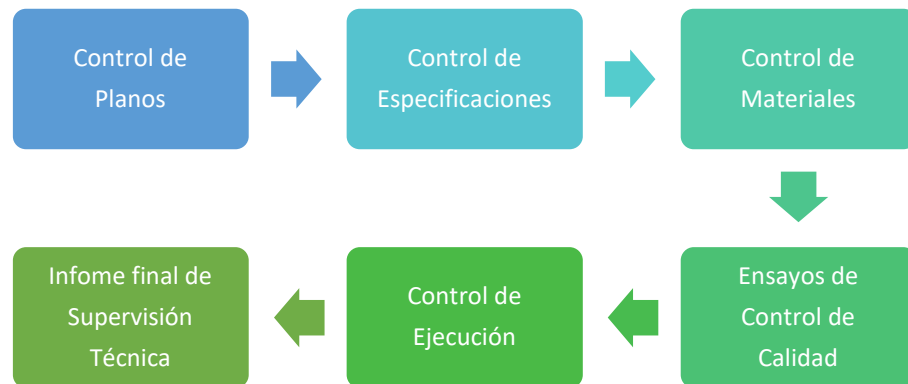 Control de
Planos
Control de
Especificaciones
Control de
Materiales
Ensayos de
Control de
Calidad
Control de
Ejecución
Infome final de
Supervisión
Técnica